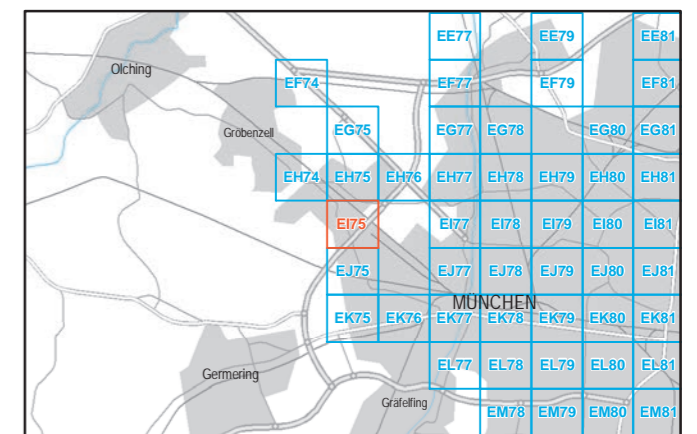 EE77 EE79 EE81
Olching
EF74 EF77 EF79 EF81
Gröbenzell
EG75 EG77 EG78 EG80 EG81
EH74 EH75 EH76 EH77 EH78 EH79 EH80 EH81
EI75 EI77 EI78 EI79 EI80 EI81
EJ75 EJ77 EJ78 EJ79 EJ80 EJ81
MÜNCHEN
EK75 EK76 EK77 EK78 EK79 EK80 EK81
Germering
EL77 EL78 EL79 EL80 EL81
Gräfelfing
EM78 EM79 EM80 EM81